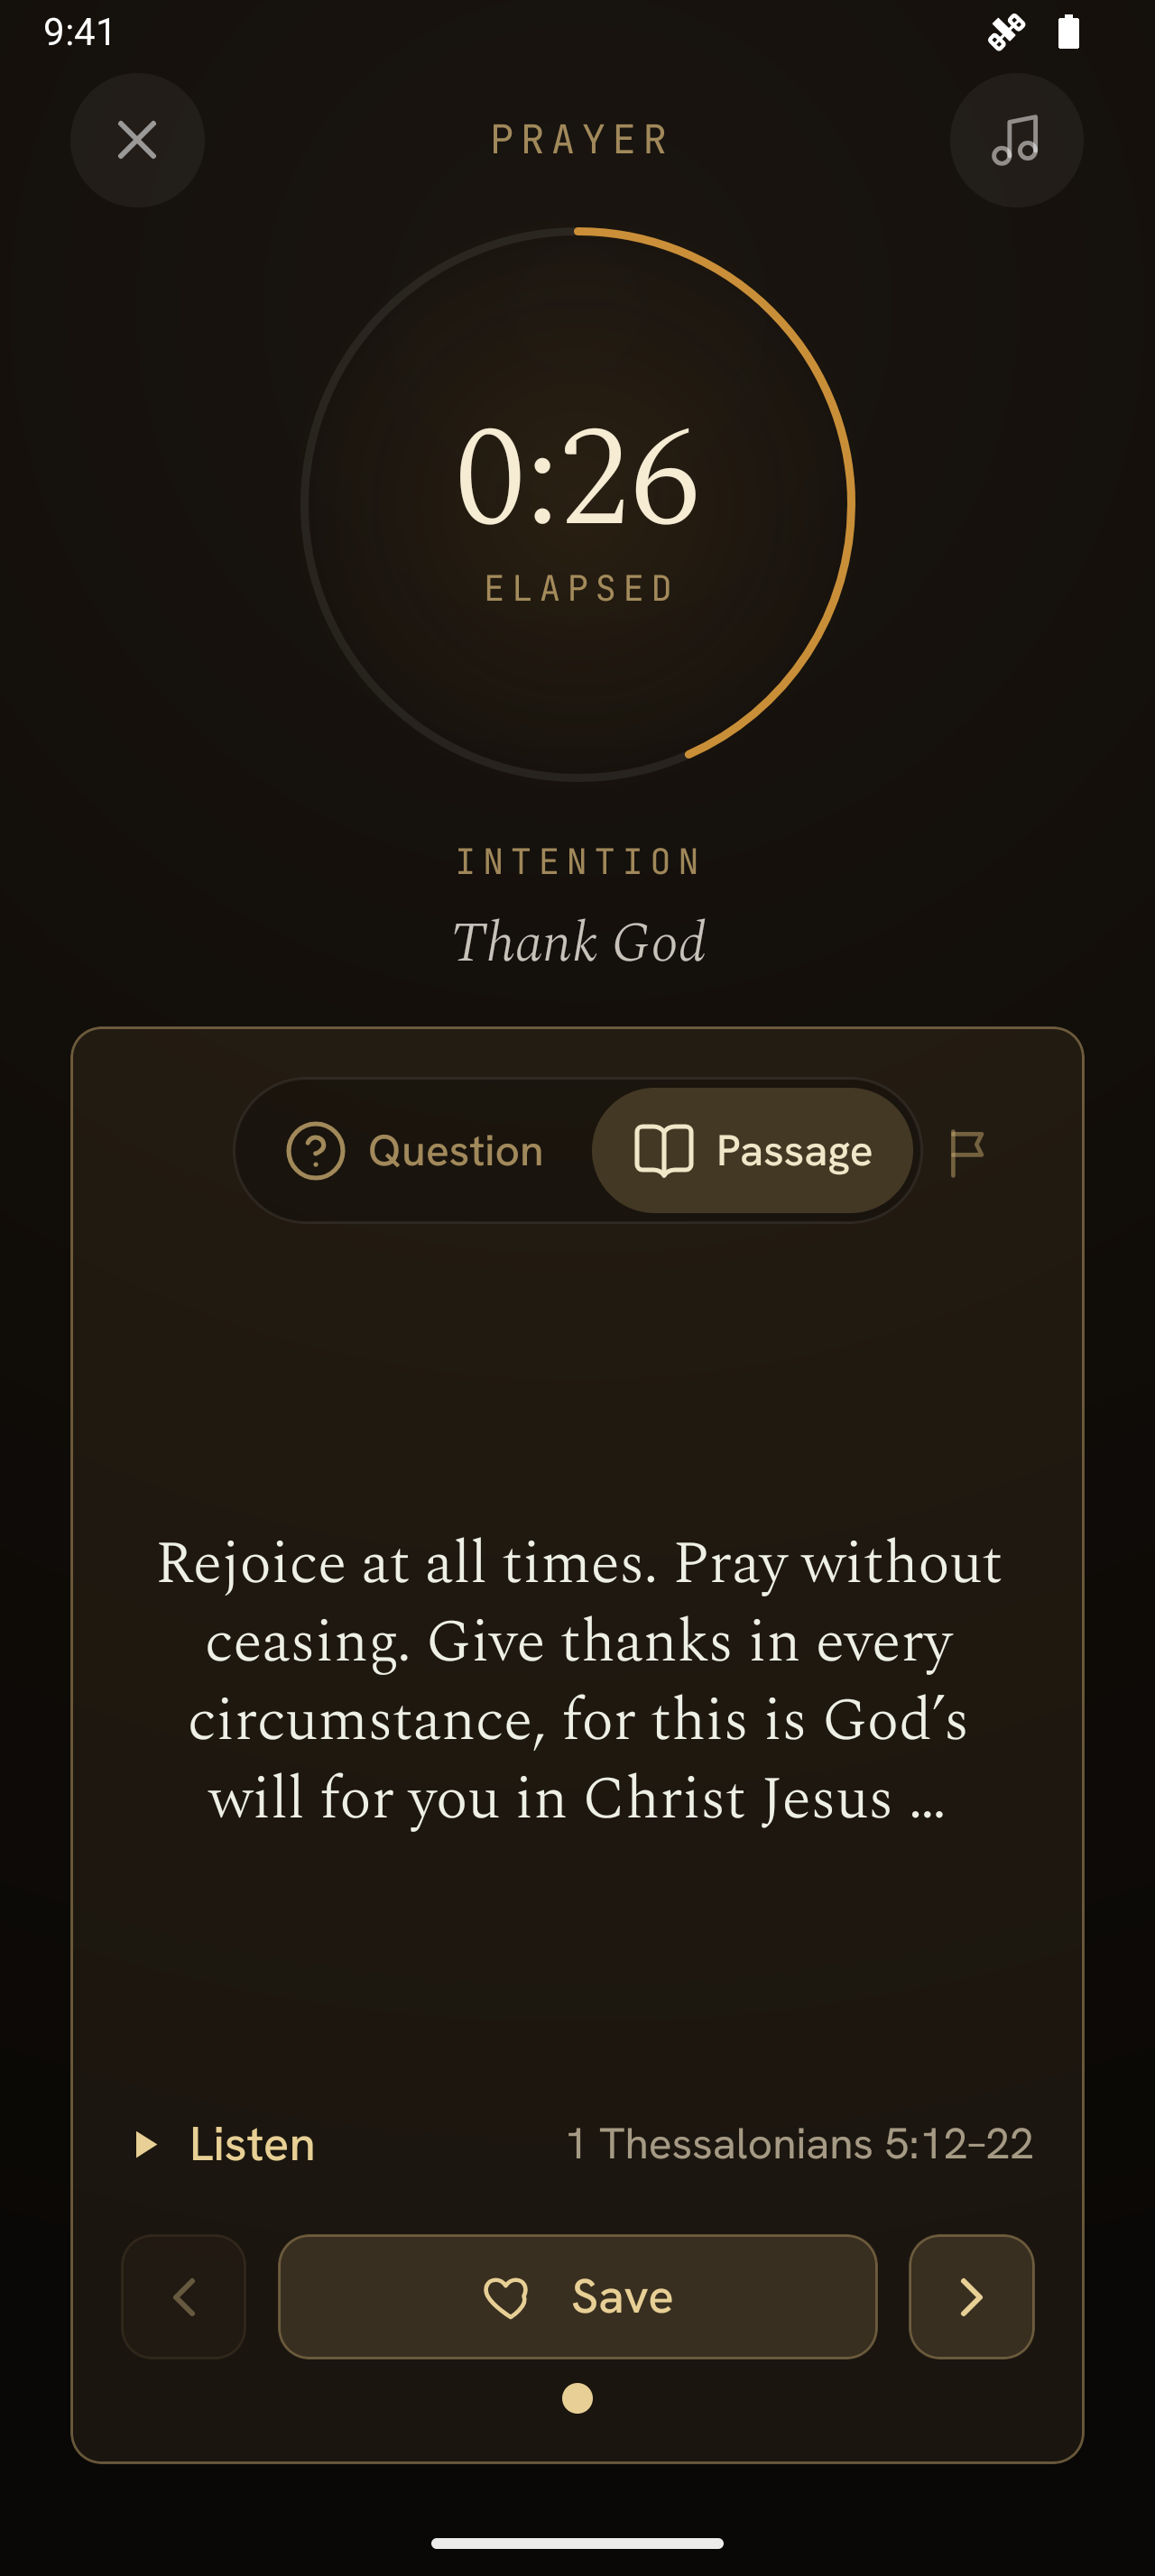 9:41
PRAYER
0:26
ELAPSED
INTENTION
Thank God
Question
Passage
Rejoice at all times. Pray without
ceasing. Give thanks in every
circumstance, for this is God’s
will for you in Christ Jesus ...
Listen
1 Thessalonians 5:12–22
Save